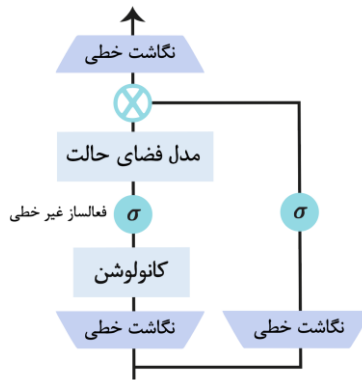 نگاشت خطی
مدل فضای حالت
فعالساز غیر خطی
σ
σ
کانولوشن
نگاشت خطی
نگاشت خطی